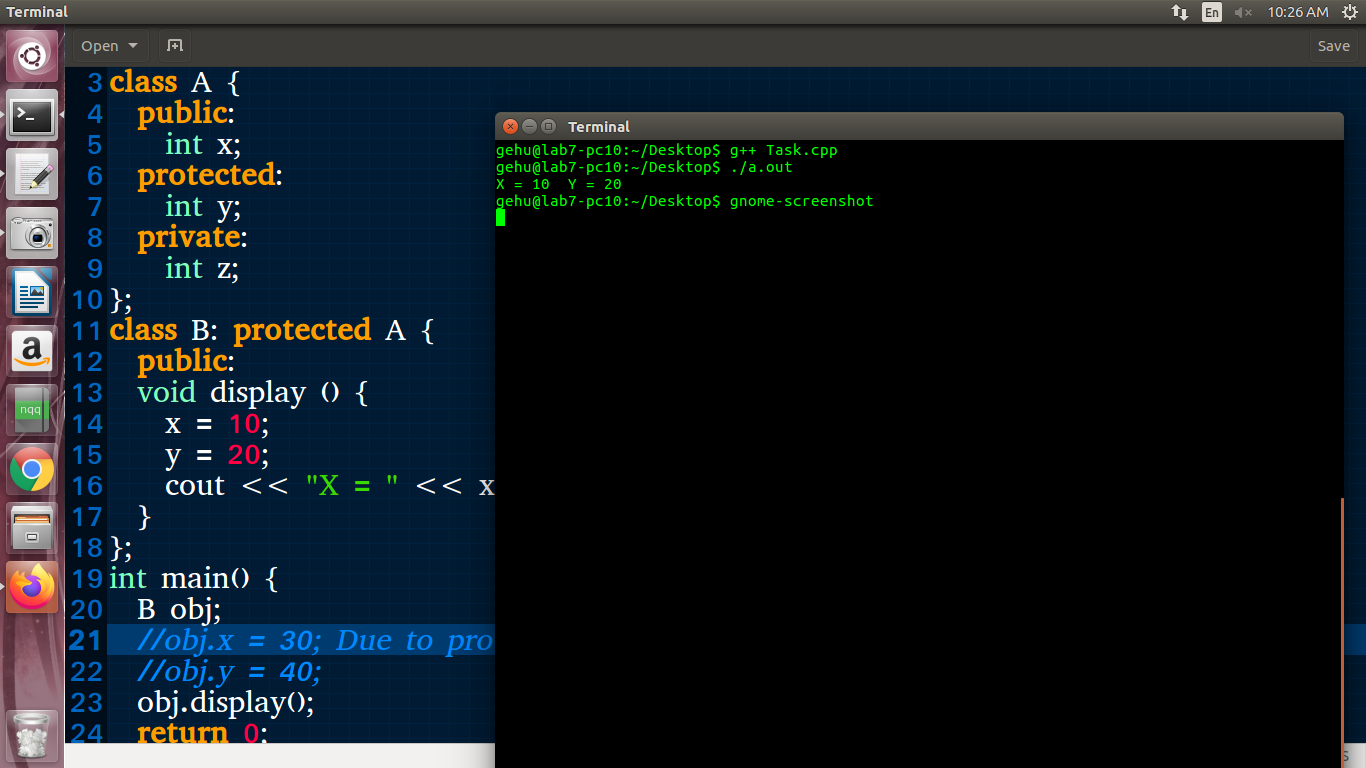 Terminal
En
10:26 AM
Open
Save
3 class A {
4 public:
5 int x;
6 protected:
7 int y;
8 private:
9 int z;
10 };
11 class B: protected A {
12 public:
13 void display () {
14 x = 10;
15 y = 20;
16 cout << "X = " << x
17 }
18 };
19 int main() {
20 B obj;
21 //obj.x = 30; Due to pro
22 //obj.y = 40;
23 obj.display();
24 return 0;
Terminal
gehu@lab7-pc10:~/Desktop$ g++ Task.cpp
gehu@lab7-pc10:~/Desktop$ ./a.out
X = 10  Y = 20
gehu@lab7-pc10:~/Desktop$ gnome-screenshot
a
nqq
S